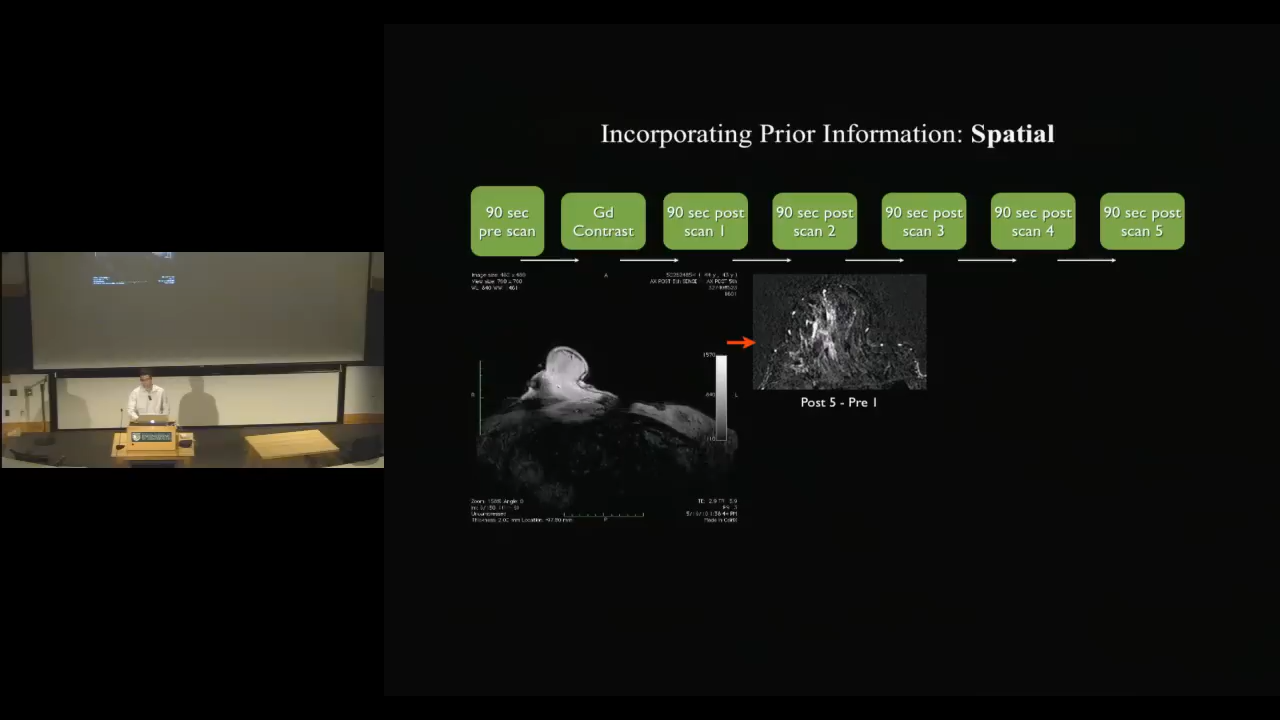 Incorporating Prior Information: Spatial
90 sec
pre scan
Gd
Contrast
90 sec post
scan 1
90 sec post
scan 2
90 sec post
scan 3
90 sec post
scan 4
90 sec post
scan 5
A
R
L
Post 5 - Pre 1
P